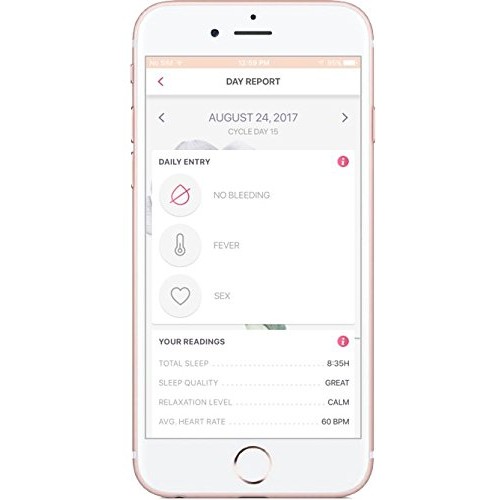 No SIM 12:59 PM 95%
DAY REPORT
AUGUST 24, 2017
CYCLE DAY 15
DAILY ENTRY
NO BLEEDING
FEVER
SEX
YOUR READINGS
TOTAL SLEEP 8:35H
SLEEP QUALITY GREAT
RELAXATION LEVEL CALM
AVG. HEART RATE 60 BPM